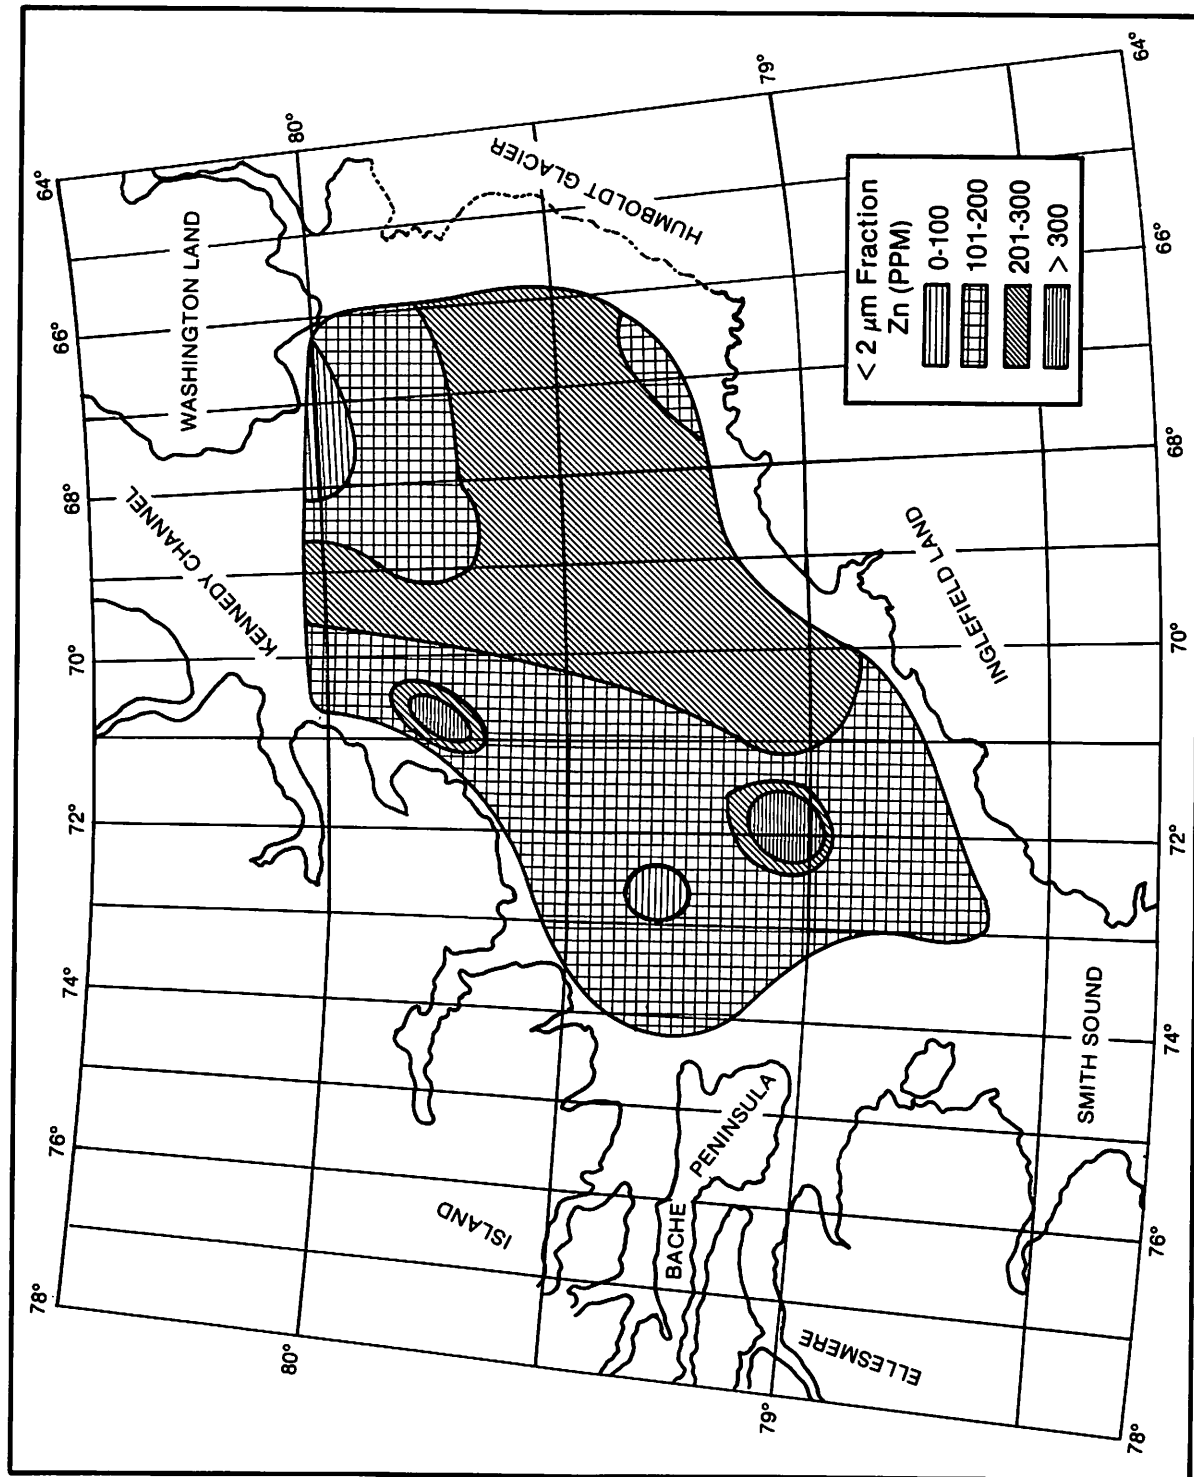 64°
80°
79°
64°
WASHINGTON LAND
HUMBOLDT GLACIER
66°
< 2 μm Fraction
Zn (PPM)
0-100
101-200
201-300
> 300
66°
68°
KENNEDY CHANNEL
68°
INGLEFIELD LAND
70°
70°
72°
72°
74°
SMITH SOUND
74°
76°
ISLAND
BACHE
PENINSULA
76°
78°
80°
79°
ELLESMERE
78°